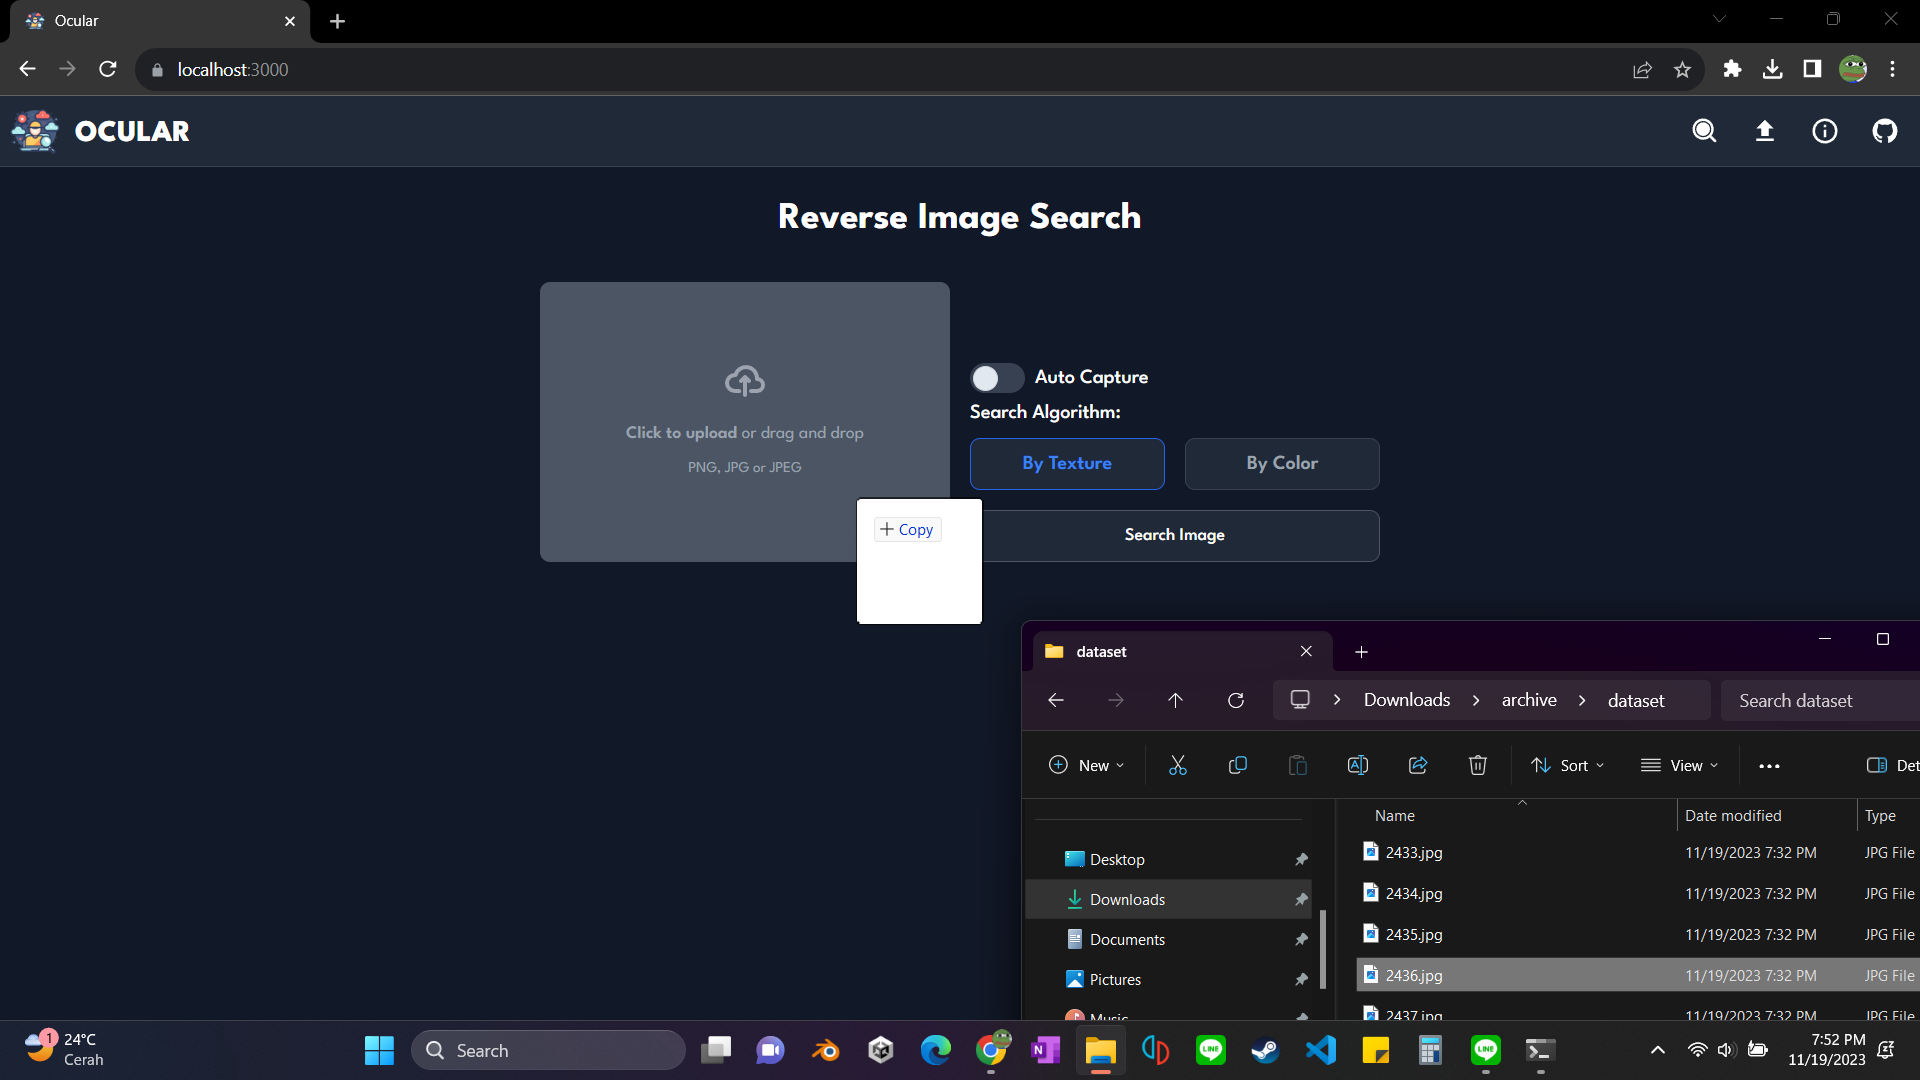 Ocular
localhost:3000
OCULAR
Reverse Image Search
Click to upload or drag and drop
PNG, JPG or JPEG
Auto Capture
Search Algorithm:
By Texture
By Color
Search Image
Copy
dataset
Downloads
archive
dataset
Search dataset
New
Sort
View
Det
Name
Date modified
Type
Desktop
Downloads
Documents
Pictures
Music
2433.jpg
11/19/2023 7:32 PM
JPG File
2434.jpg
11/19/2023 7:32 PM
JPG File
2435.jpg
11/19/2023 7:32 PM
JPG File
2436.jpg
11/19/2023 7:32 PM
JPG File
2437.jpg
11/19/2023 7:32 PM
JPG File
1
24°C
Cerah
Search
7:52 PM
11/19/2023